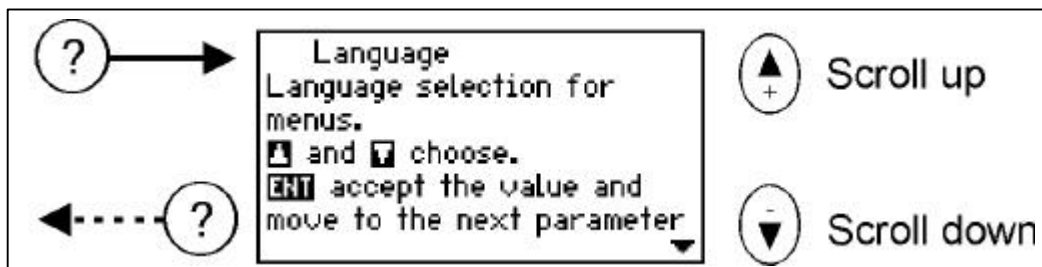 ?
Language
Language selection for
menus.
and choose.
ENT accept the value and
move to the next parameter
?
+
Scroll up
-
Scroll down